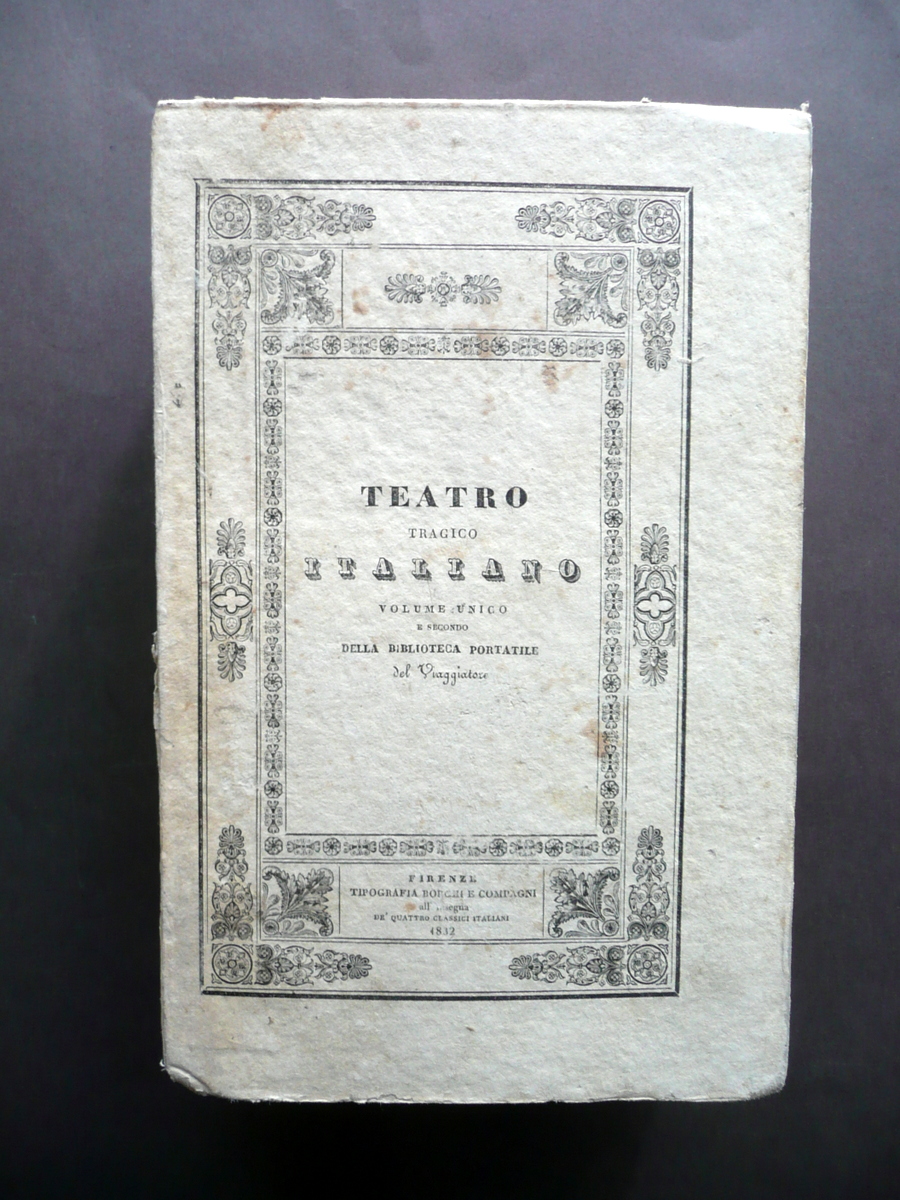 TEATRO
TRAGICO
ITALIANO
VOLUME UNICO
E SECONDO
DELLA BIBLIOTECA PORTATILE
del Viaggiatore
FIRENZE
TIPOGRAFIA BORGHI E COMPAGNI
all'
DE' QUATTRO CLASSICI ITALIANI
1832